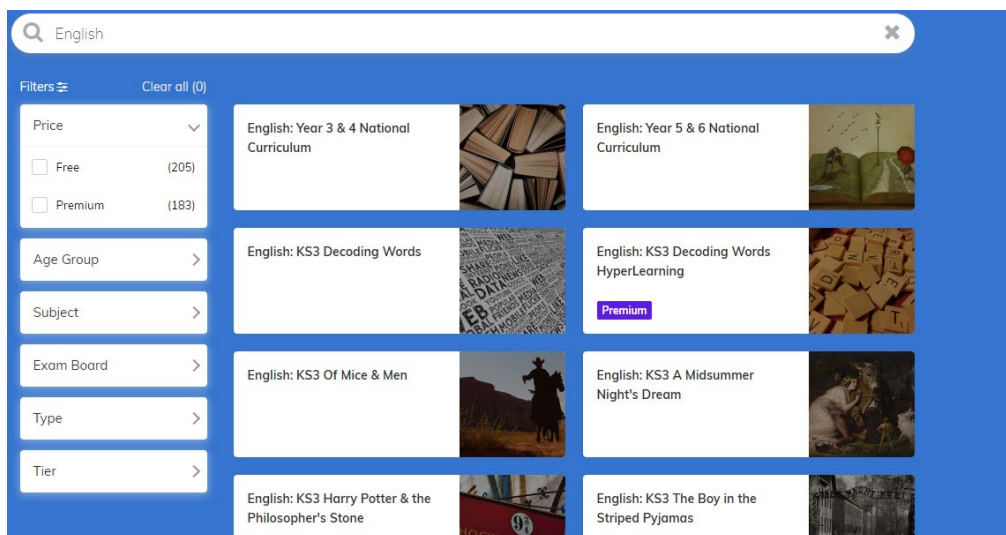 English
Filters
Clear all (0)
Price
Free (205)
Premium (183)
Age Group
Subject
Exam Board
Type
Tier
English: Year 3 & 4 National
Curriculum
English: Year 5 & 6 National
Curriculum
English: KS3 Decoding Words
English: KS3 Decoding Words
HyperLearning
Premium
English: KS3 Of Mice & Men
English: KS3 A Midsummer
Night's Dream
English: KS3 Harry Potter & the
Philosopher's Stone
9¾
English: KS3 The Boy in the
Striped Pyjamas